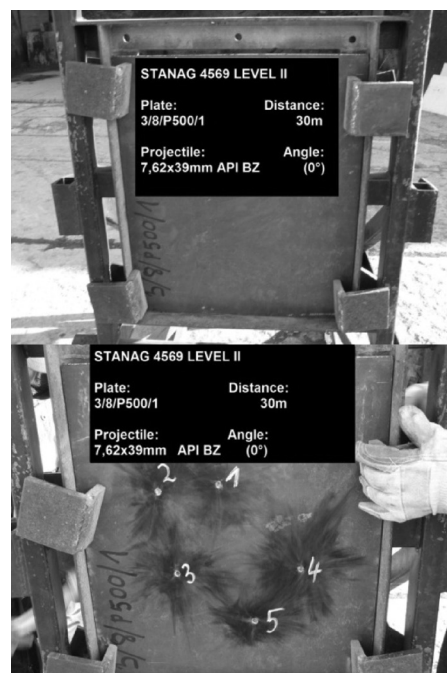 STANAG 4569 LEVEL II
Plate: Distance:
3/8/P500/1 30m
Projectile: Angle:
7,62x39mm API BZ (0°)
3/8/P500/1
STANAG 4569 LEVEL II
Plate: Distance:
3/8/P500/1 30m
Projectile: Angle:
7,62x39mm API BZ (0°)
2 1
3 4
5
3/8/P500/1